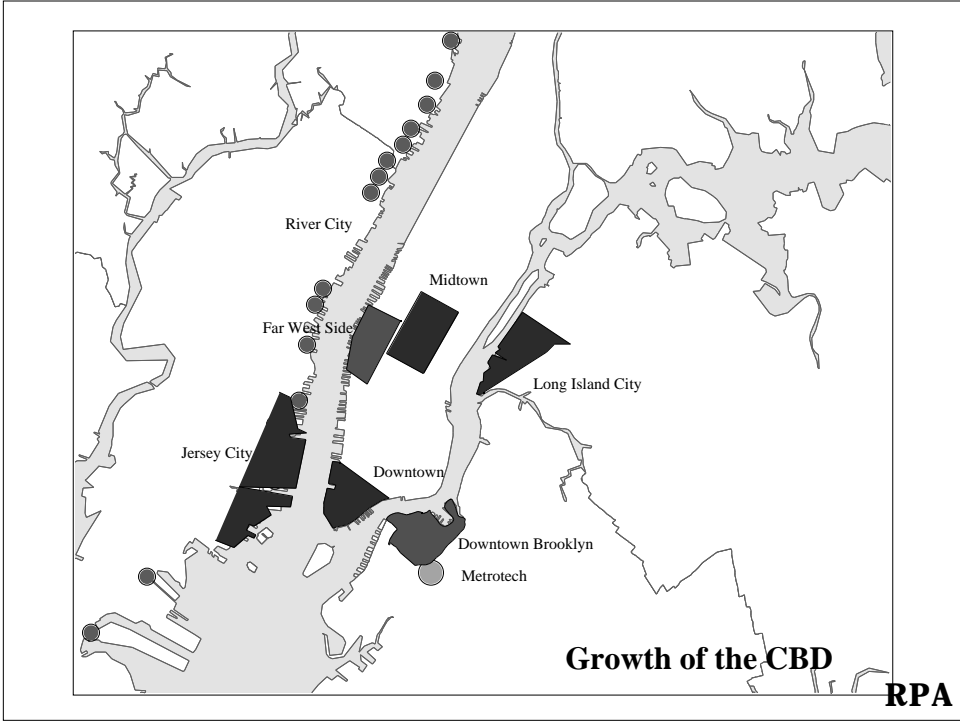 River City
Midtown
Far West Side
Long Island City
Jersey City
Downtown
Downtown Brooklyn
Metrotech
Growth of the CBD
RPA